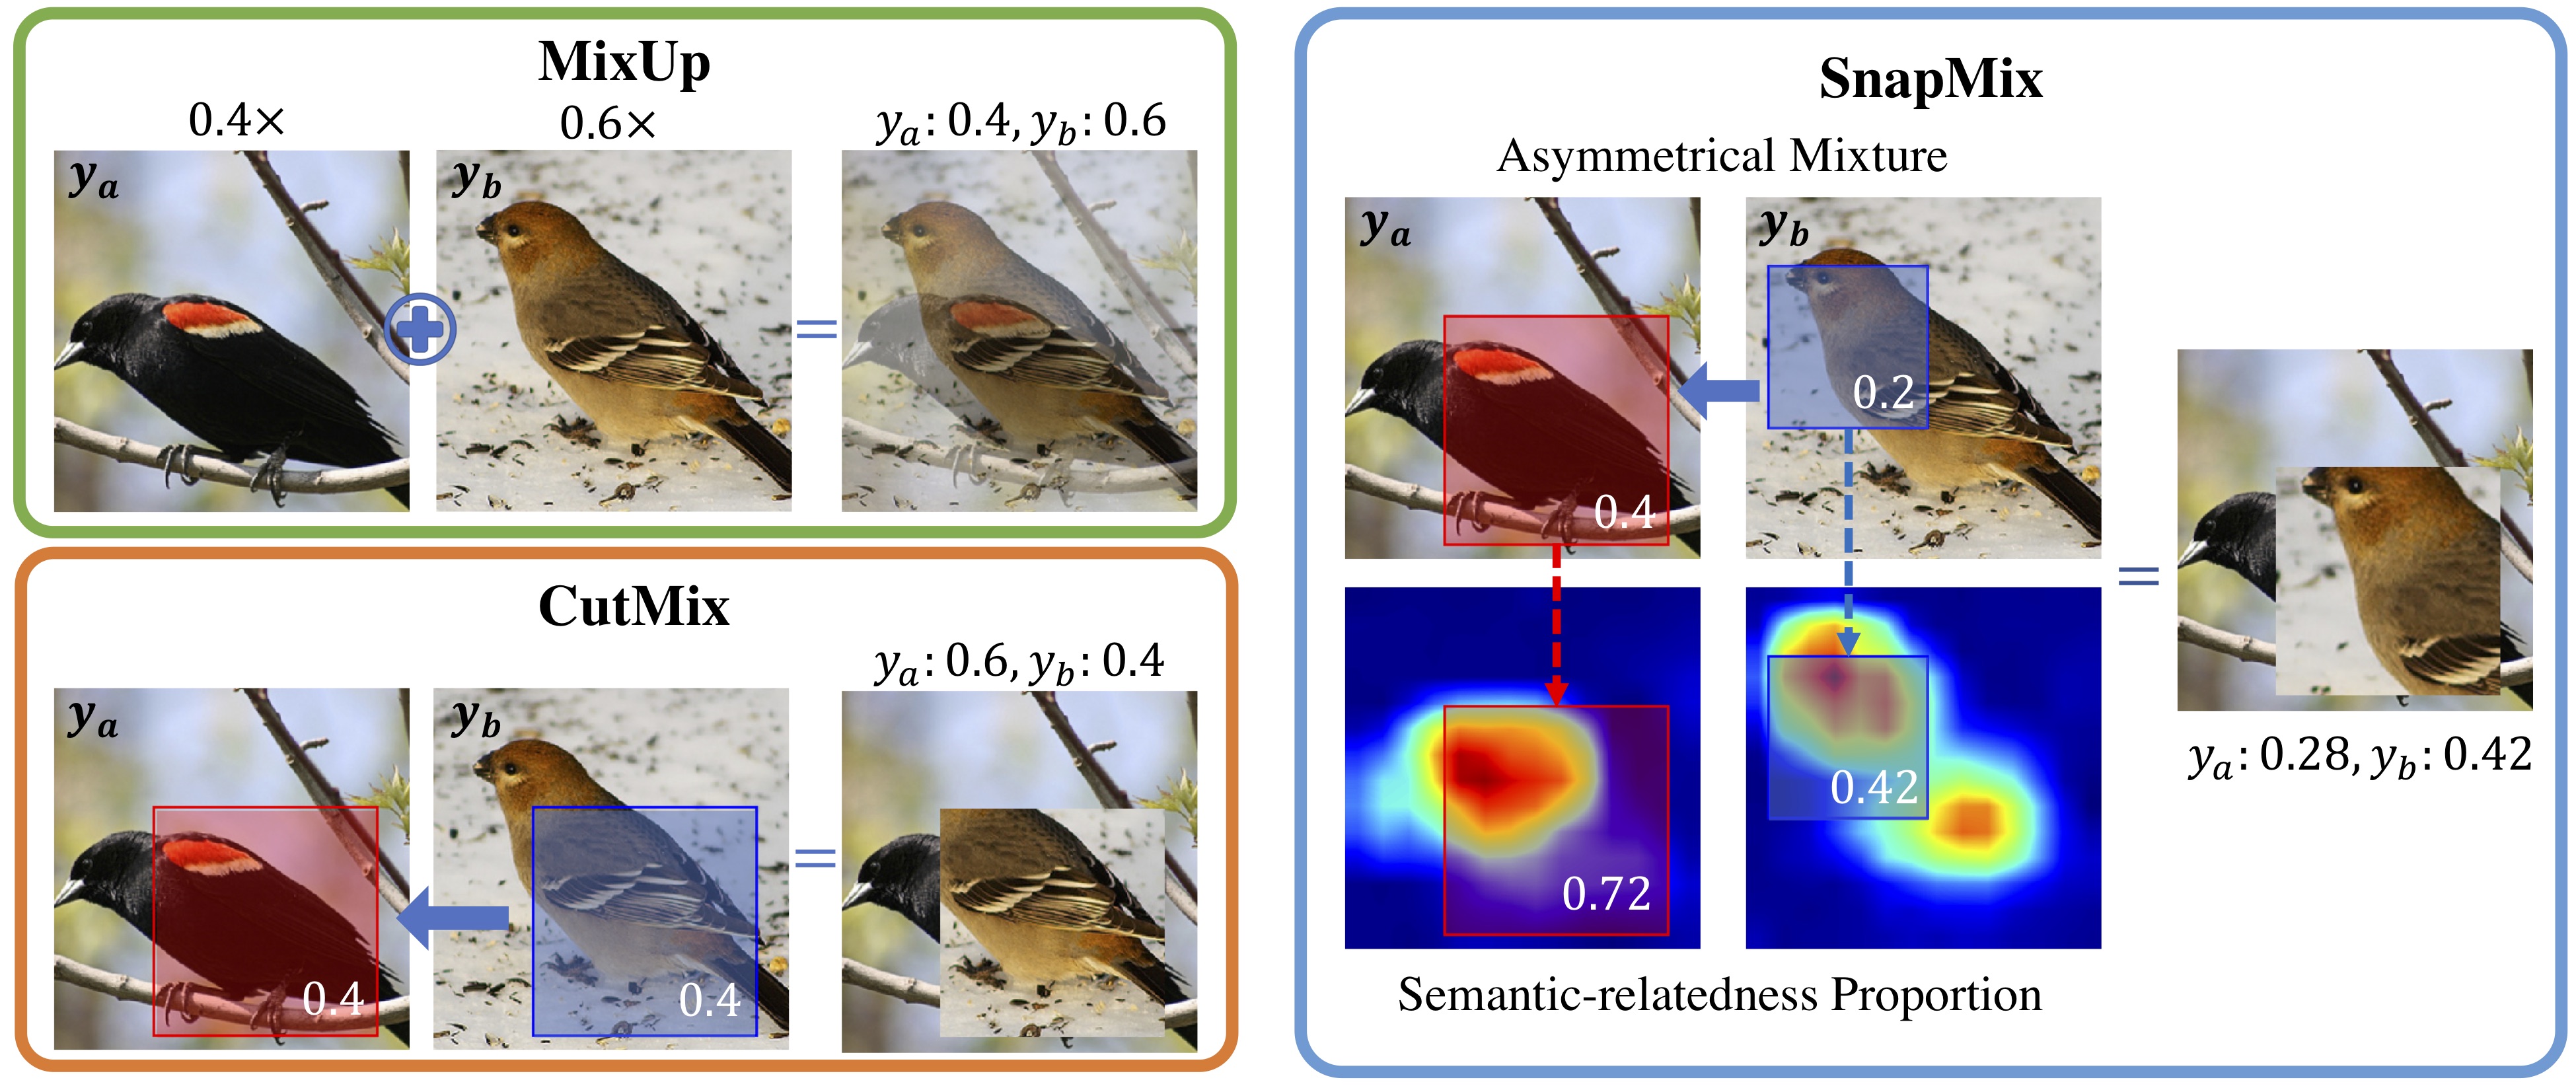 MixUp
0.4×
0.6×
y_a: 0.4, y_b: 0.6
y_a
y_b
=
CutMix
y_a: 0.6, y_b: 0.4
y_a
y_b
0.4
0.4
=
SnapMix
Asymmetrical Mixture
y_a
y_b
0.2
0.4
=
0.42
0.72
y_a: 0.28, y_b: 0.42
Semantic-relatedness Proportion